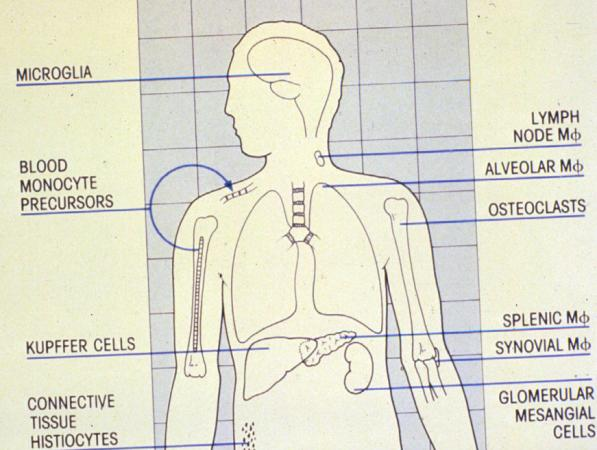 MICROGLIA
BLOOD
MONOCYTE
PRECURSORS
KUPFFER CELLS
CONNECTIVE
TISSUE
HISTIOCYTES
LYMPH
NODE Mϕ
ALVEOLAR Mϕ
OSTEOCLASTS
SPLENIC Mϕ
SYNOVIAL Mϕ
GLOMERULAR
MESANGIAL
CELLS